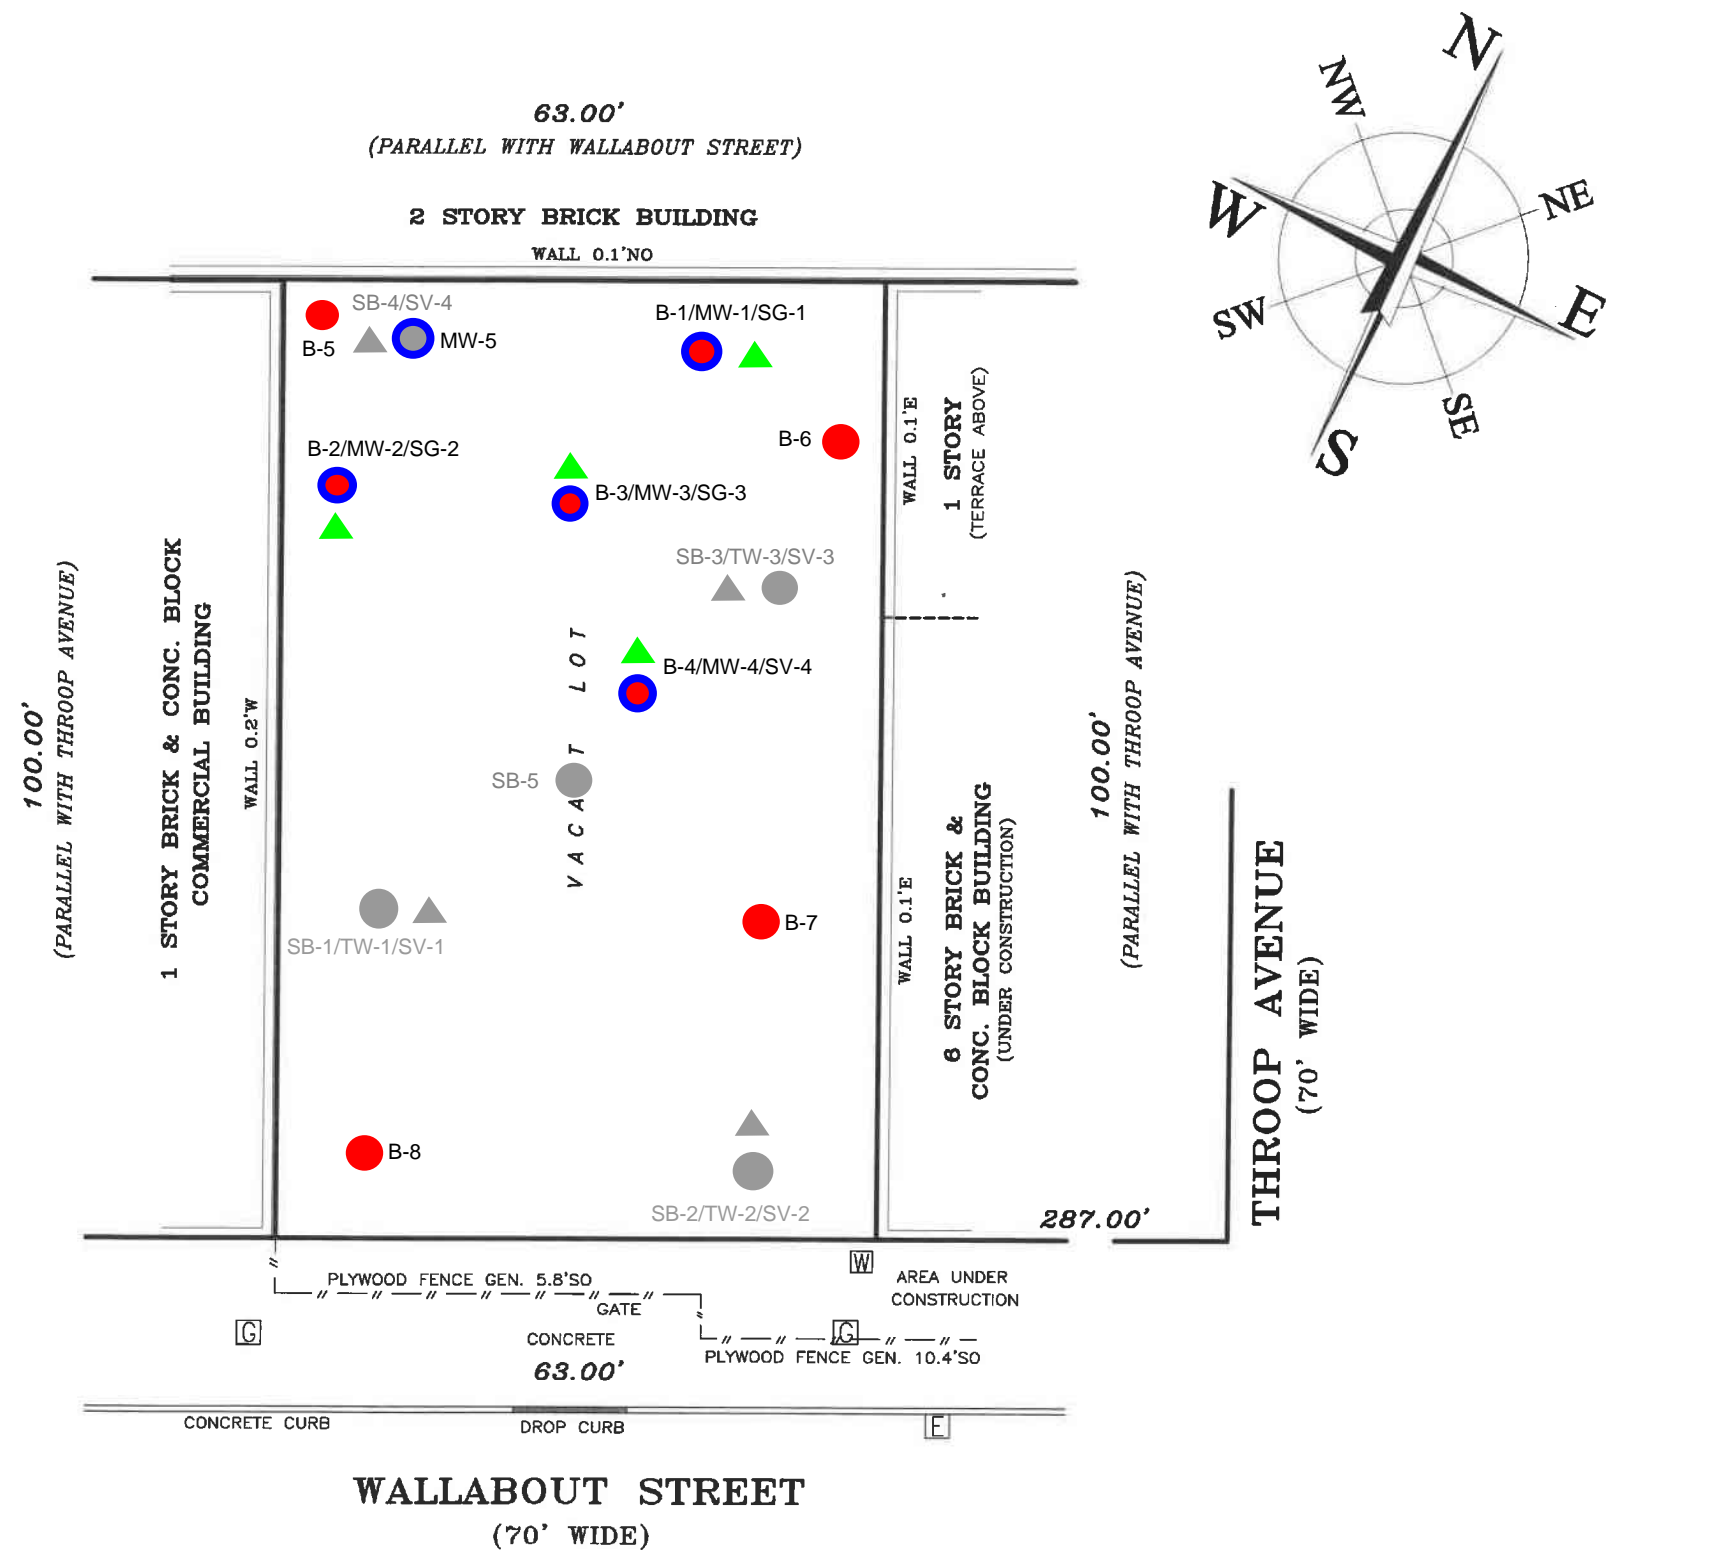 N
NW
NE
W
E
SW
SE
S
63.00'
(PARALLEL WITH WALLABOUT STREET)
2 STORY BRICK BUILDING
WALL 0.1'NO
SB-4/SV-4
B-5
MW-5
B-1/MW-1/SG-1
B-6
B-2/MW-2/SG-2
B-3/MW-3/SG-3
SB-3/TW-3/SV-3
B-4/MW-4/SV-4
SB-5
VACANT LOT
SB-1/TW-1/SV-1
B-7
B-8
SB-2/TW-2/SV-2
100.00'
(PARALLEL WITH THROOP AVENUE)
1 STORY BRICK & CONC. BLOCK
COMMERCIAL BUILDING
WALL 0.2'W
WALL 0.1'E
1 STORY
(TERRACE ABOVE)
WALL 0.1'E
6 STORY BRICK &
CONC. BLOCK BUILDING
(UNDER CONSTRUCTION)
100.00'
(PARALLEL WITH THROOP AVENUE)
THROOP AVENUE
(70' WIDE)
287.00'
W
AREA UNDER
CONSTRUCTION
PLYWOOD FENCE GEN. 5.8'SO
GATE
G
CONCRETE
G
PLYWOOD FENCE GEN. 10.4'SO
63.00'
CONCRETE CURB
DROP CURB
E
WALLABOUT STREET
(70' WIDE)